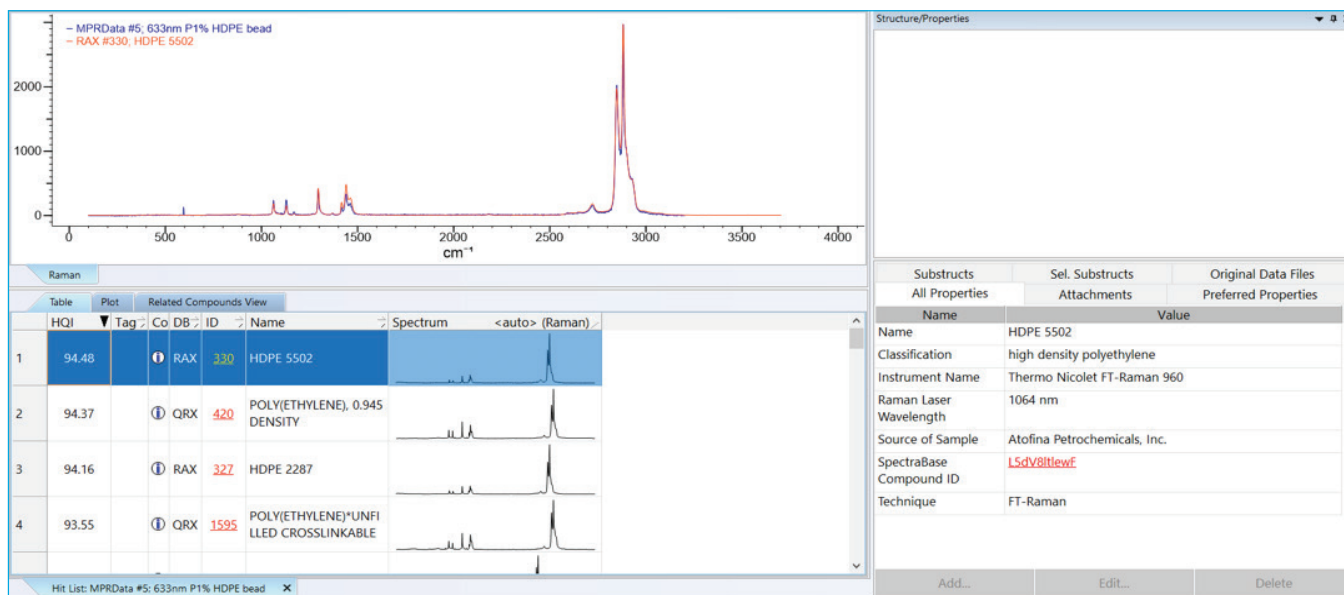 MPRData #5; 633nm P1% HDPE bead
RAX #330; HDPE 5502
2000
1000
0
0 500 1000 1500 2000 2500 3000 3500 4000
cm⁻¹
Raman
Table Plot Related Compounds View
HQI Tag Co DB ID Name Spectrum <auto> (Raman)
1 94.48 RAX 330 HDPE 5502
2 94.37 QRX 420 POLY(ETHYLENE), 0.945
DENSITY
3 94.16 RAX 327 HDPE 2287
4 93.55 QRX 1595 POLY(ETHYLENE)*UNFI
LLED CROSSLINKABLE
Hit List: MPRData #5: 633nm P1% HDPE bead X
Structure/Properties
Substructs Sel. Substructs Original Data Files
All Properties Attachments Preferred Properties
Name Value
Name HDPE 5502
Classification high density polyethylene
Instrument Name Thermo Nicolet FT-Raman 960
Raman Laser
Wavelength 1064 nm
Source of Sample Atofina Petrochemicals, Inc.
SpectraBase
Compound ID
Technique FT-Raman
Add... Edit... Delete